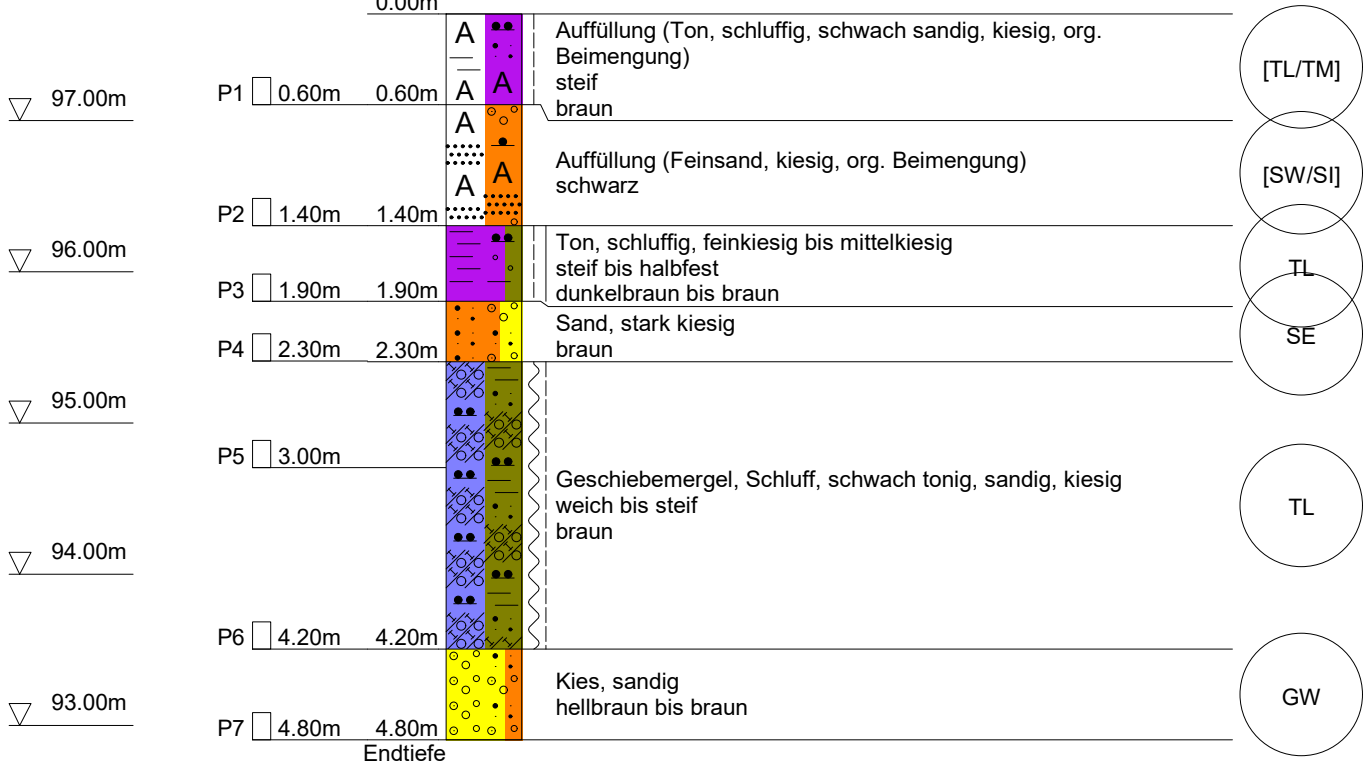 0.00m
A
Auffüllung (Ton, schluffig, schwach sandig, kiesig, org.
Beimengung)
steif
braun
[TL/TM]
A A
97.00m
P1 0.60m 0.60m
A
Auffüllung (Feinsand, kiesig, org. Beimengung)
schwarz
[SW/SI]
A A
P2 1.40m 1.40m
96.00m
Ton, schluffig, feinkiesig bis mittelkiesig
steif bis halbfest
dunkelbraun bis braun
TL
P3 1.90m 1.90m
Sand, stark kiesig
braun
SE
P4 2.30m 2.30m
95.00m
P5 3.00m
Geschiebemergel, Schluff, schwach tonig, sandig, kiesig
weich bis steif
braun
TL
94.00m
P6 4.20m 4.20m
Kies, sandig
hellbraun bis braun
GW
93.00m
P7 4.80m 4.80m
Endtiefe